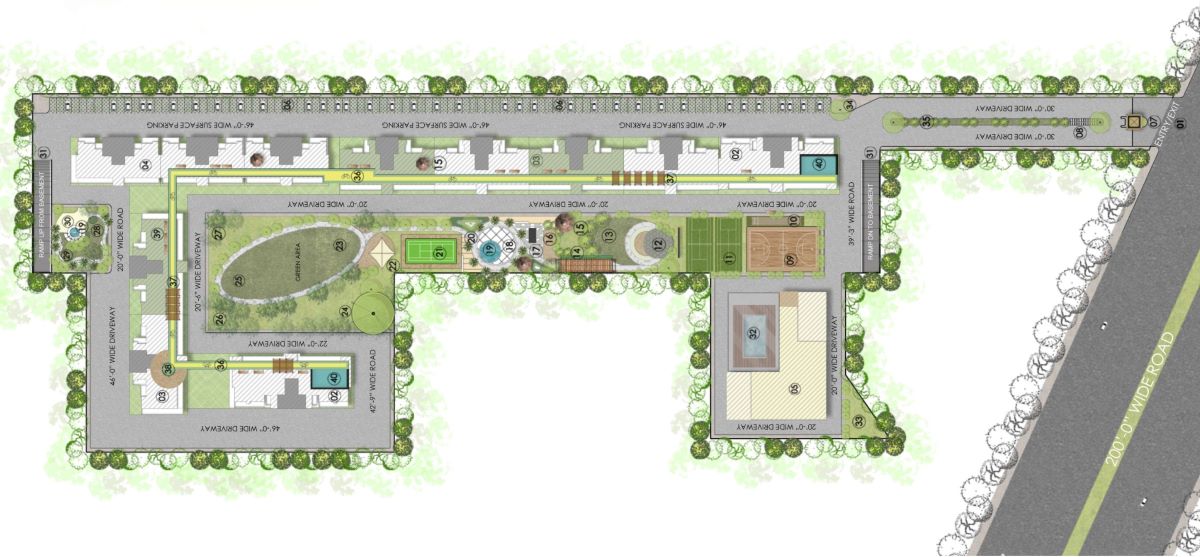 06
06
34
46'-0" WIDE SURFACE PARKING
46'-0" WIDE SURFACE PARKING
46'-0" WIDE SURFACE PARKING
30'-0" WIDE DRIVEWAY
35
08
07
01
30'-0" WIDE DRIVEWAY
ENTRY/EXIT
31
04
15
03
02
40
31
36
37
RAMP UP FROM BASEMENT
20'-0" WIDE DRIVEWAY
20'-0" WIDE DRIVEWAY
20'-0" WIDE DRIVEWAY
39'-3" WIDE ROAD
RAMP DN TO BASEMENT
30
19
28
29
20'-0" WIDE ROAD
39
27
23
GREEN AREA
25
26
24
22
21
20
19
18
17
16
15
14
13
12
11
10
09
20'-6" WIDE DRIVEWAY
37
22'-0" WIDE DRIVEWAY
46'-0" WIDE DRIVEWAY
38
36
40
03
02
42'-9" WIDE ROAD
46'-0" WIDE DRIVEWAY
32
05
20'-0" WIDE DRIVEWAY
33
20'-0" WIDE DRIVEWAY
200'-0" WIDE ROAD